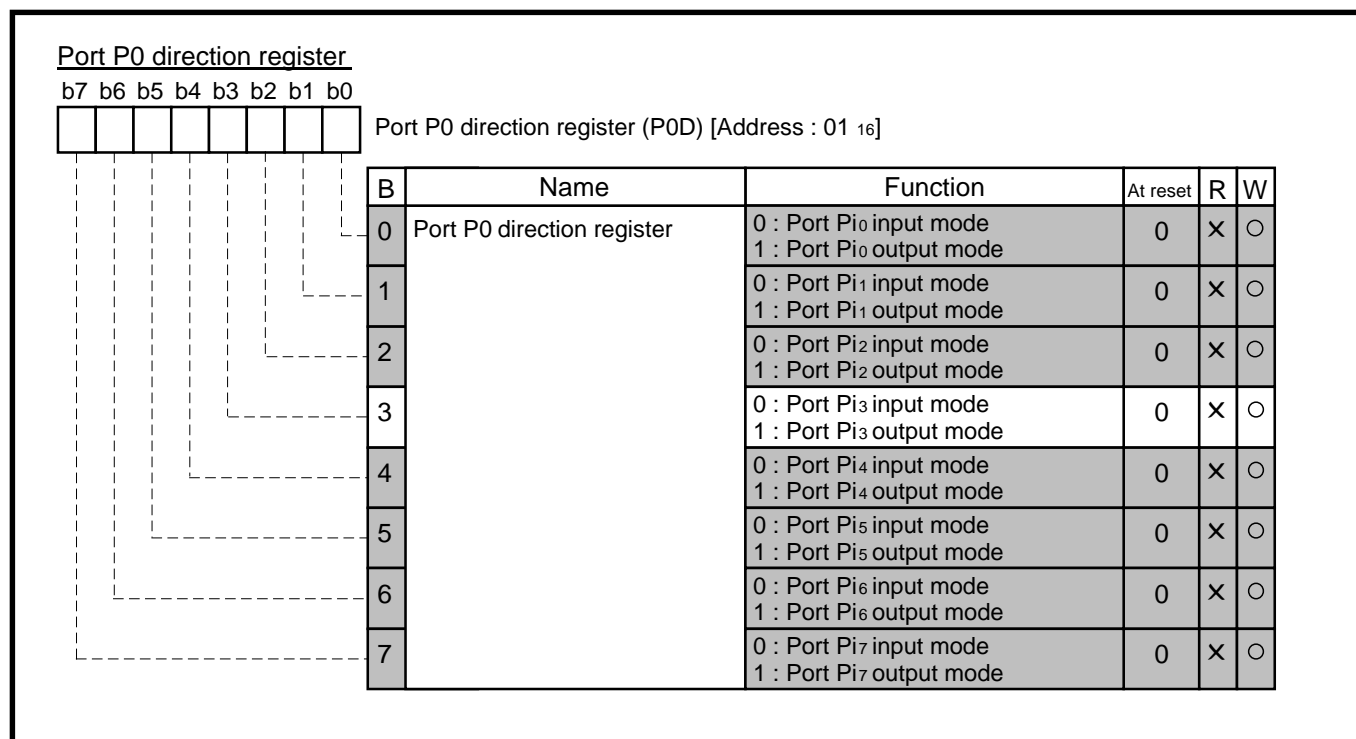 Port P0 direction register
b7 b6 b5 b4 b3 b2 b1 b0
Port P0 direction register (P0D) [Address : 01 16]
B Name Function At reset R W
0 Port P0 direction register 0 : Port Pi0 input mode 0 × ○
1 : Port Pi0 output mode
1 0 : Port Pi1 input mode 0 × ○
1 : Port Pi1 output mode
2 0 : Port Pi2 input mode 0 × ○
1 : Port Pi2 output mode
3 0 : Port Pi3 input mode 0 × ○
1 : Port Pi3 output mode
4 0 : Port Pi4 input mode 0 × ○
1 : Port Pi4 output mode
5 0 : Port Pi5 input mode 0 × ○
1 : Port Pi5 output mode
6 0 : Port Pi6 input mode 0 × ○
1 : Port Pi6 output mode
7 0 : Port Pi7 input mode 0 × ○
1 : Port Pi7 output mode